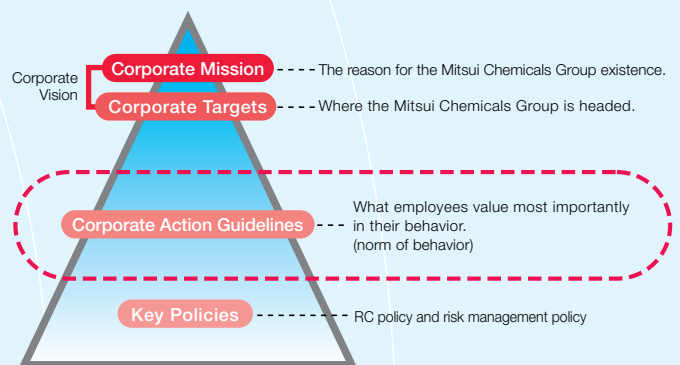 Corporate Mission
The reason for the Mitsui Chemicals Group existence.
Corporate
Vision
Corporate Targets
Where the Mitsui Chemicals Group is headed.
Corporate Action Guidelines
What employees value most importantly
in their behavior.
(norm of behavior)
Key Policies
RC policy and risk management policy